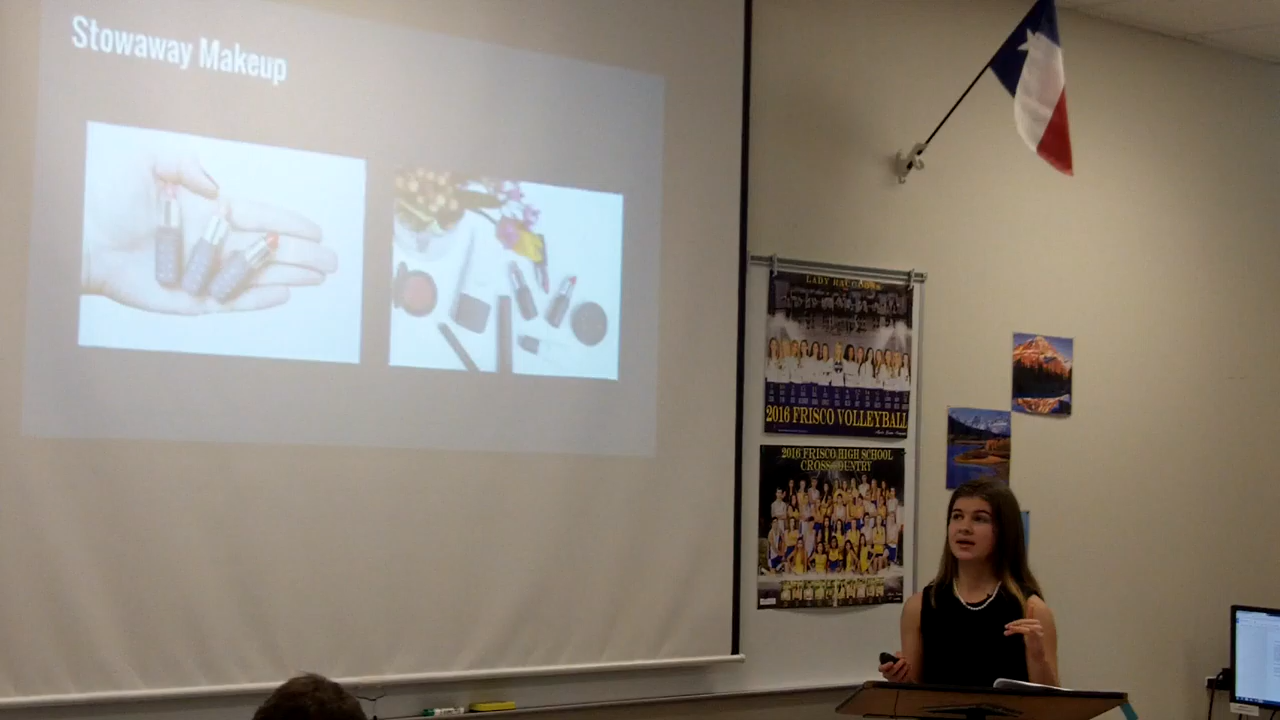 Stowaway Makeup
LADY RACCOONS
2016 FRISCO VOLLEYBALL
2016 FRISCO HIGH SCHOOL
CROSS COUNTRY